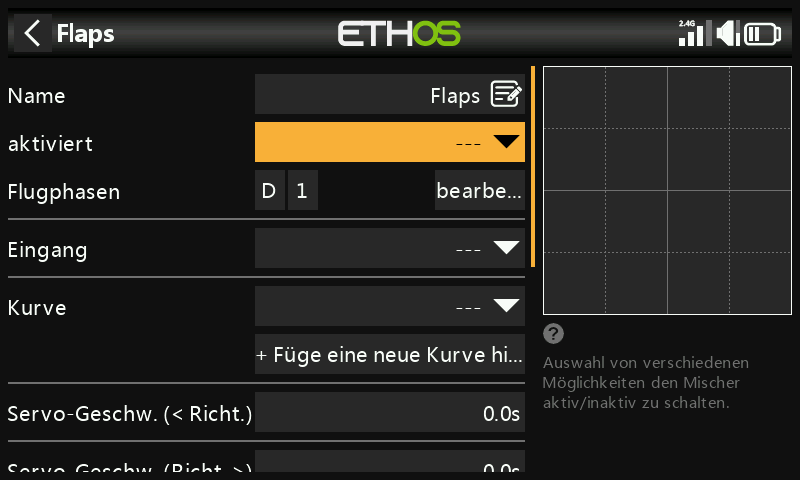 Flaps
ETHOS
2.4G
Name
Flaps
aktiviert
---
Flugphasen
D 1 bearbe...
Eingang
---
Kurve
---
+ Füge eine neue Kurve hi...
Servo-Geschw. (< Richt.)
0.0s
Servo-Geschw. (Richt. >)
0.0s
?
Auswahl von verschiedenen
Möglichkeiten den Mischer
aktiv/inaktiv zu schalten.